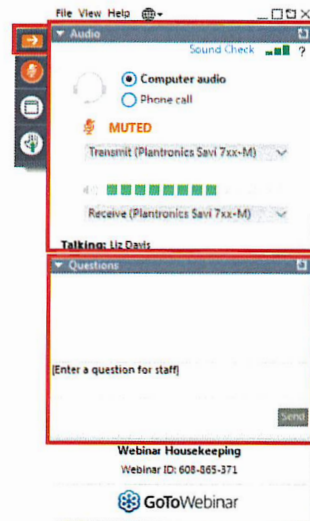 File View Help
Audio
Sound Check ?
Computer audio
Phone call
MUTED
Transmit (Plantronics Savi 7xx-M)
Receive (Plantronics Savi 7xx-M)
Talking: Liz Davis
Questions
[Enter a question for staff]
Send
Webinar Housekeeping
Webinar ID: 608-865-371
GoToWebinar